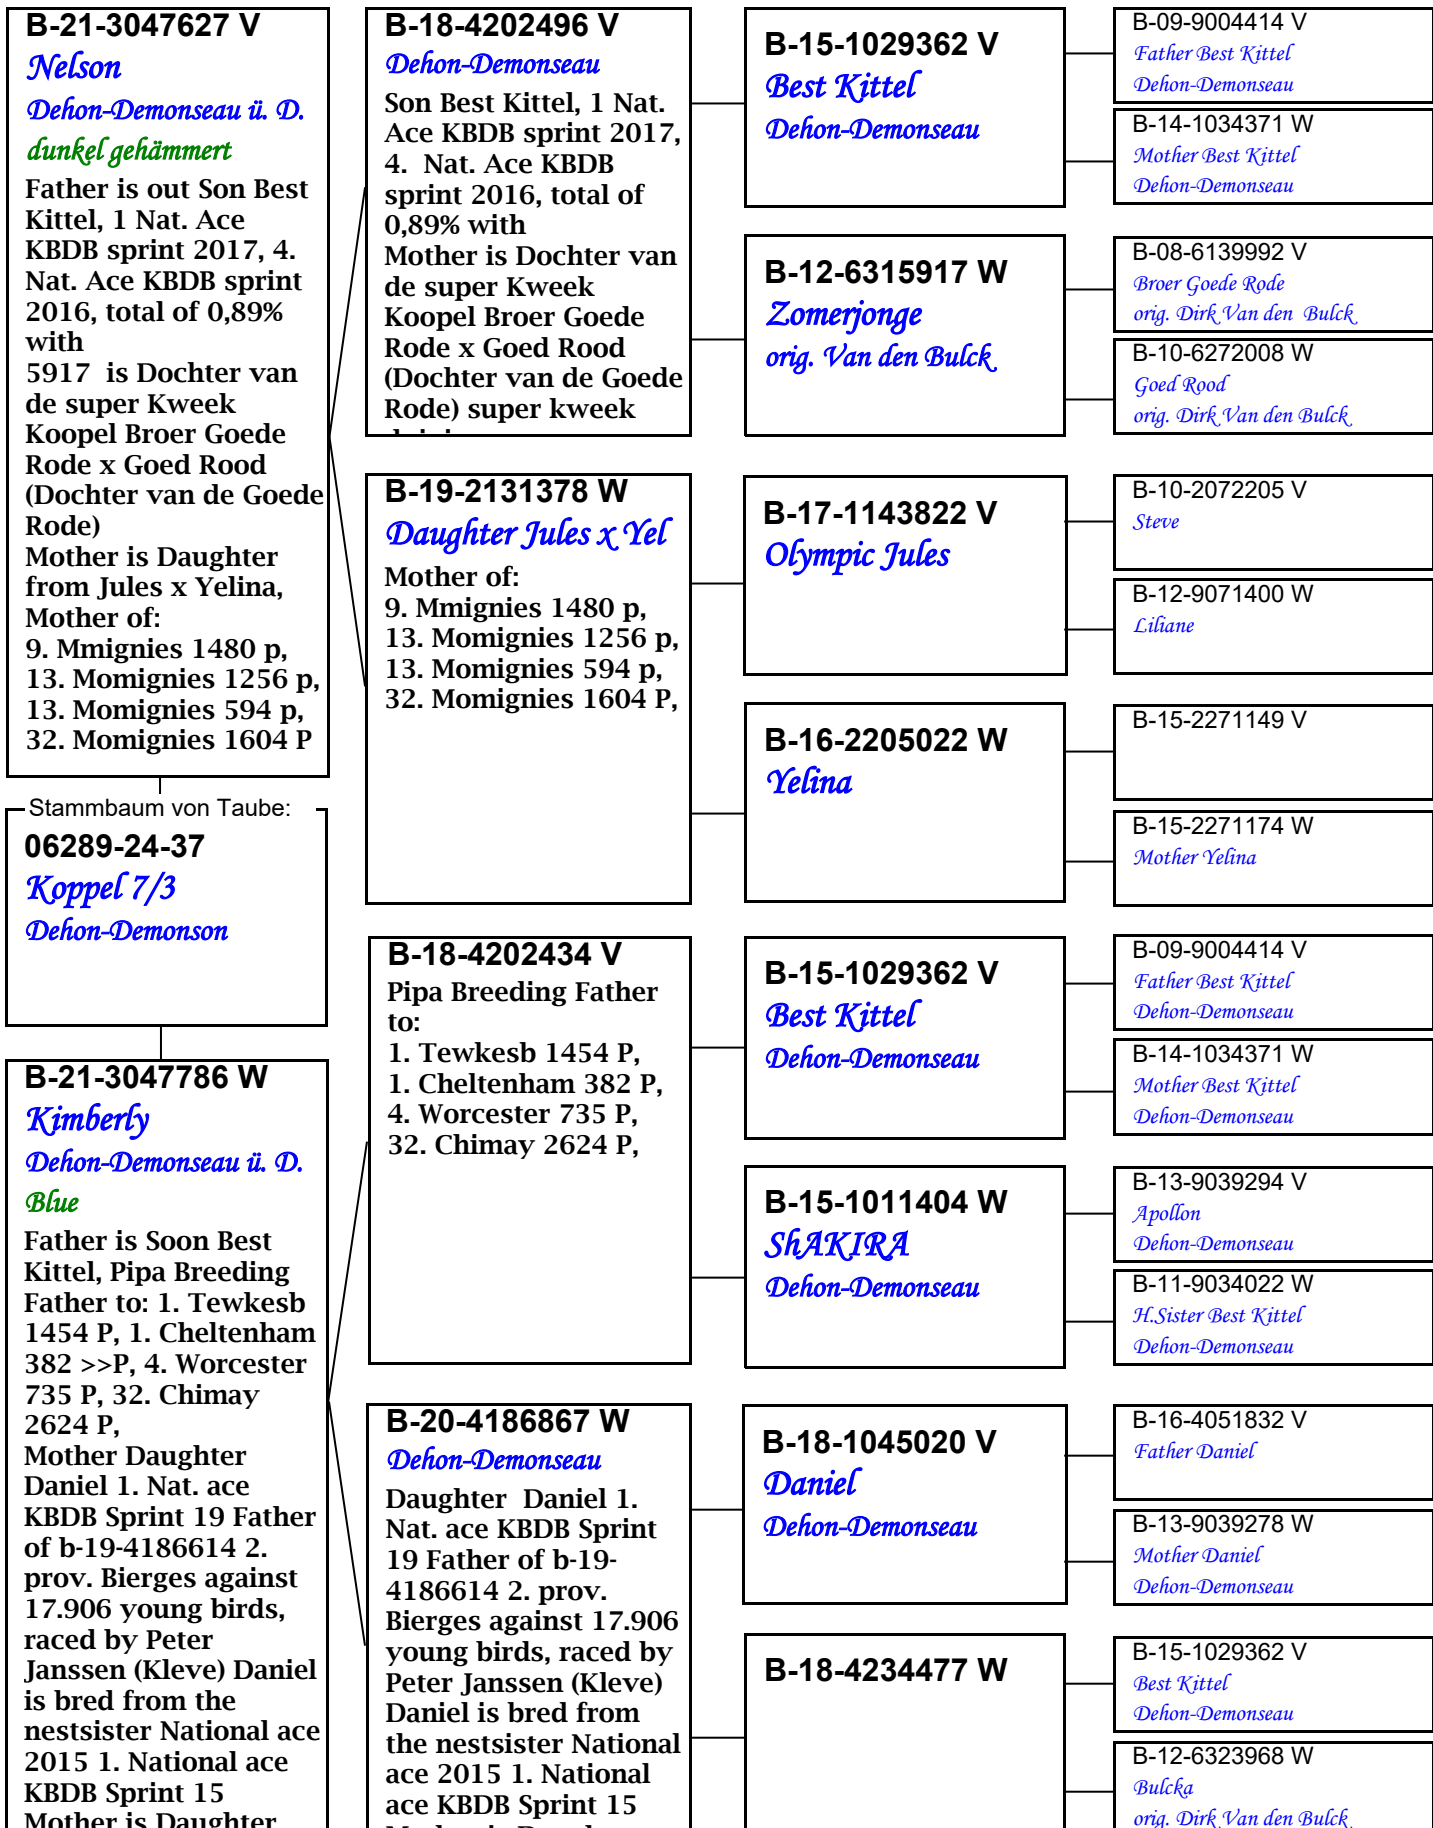 B-21-3047627 V
Nelson
Dehon-Demonseau ü. D.
dunkel gehämmert
Father is out Son Best
Kittel, 1 Nat. Ace
KBDB sprint 2017, 4.
Nat. Ace KBDB sprint
2016, total of 0,89%
with
5917 is Dochter van
de super Kweek
Koopel Broer Goede
Rode x Goed Rood
(Dochter van de Goede
Rode)
Mother is Daughter
from Jules x Yelina,
Mother of:
9. Mmignies 1480 p,
13. Momignies 1256 p,
13. Momignies 594 p,
32. Momignies 1604 P
Stammbaum von Taube:
06289-24-37
Koppel 7/3
Dehon-Demonson
B-21-3047786 W
Kimberly
Dehon-Demonseau ü. D.
Blue
Father is Soon Best
Kittel, Pipa Breeding
Father to: 1. Tewkesb
1454 P, 1. Cheltenham
382 >>P, 4. Worcester
735 P, 32. Chimay
2624 P,
Mother Daughter
Daniel 1. Nat. ace
KBDB Sprint 19 Father
of b-19-4186614 2.
prov. Bierges against
17.906 young birds,
raced by Peter
Janssen (Kleve) Daniel
is bred from the
nestsister National ace
2015 1. National ace
KBDB Sprint 15
Mother is Daughter
B-18-4202496 V
Dehon-Demonseau
Son Best Kittel, 1 Nat.
Ace KBDB sprint 2017,
4. Nat. Ace KBDB
sprint 2016, total of
0,89% with
Mother is Dochter van
de super Kweek
Koopel Broer Goede
Rode x Goed Rood
(Dochter van de Goede
Rode) super kweek
B-19-2131378 W
Daughter Jules x Yel
Mother of:
9. Mmignies 1480 p,
13. Momignies 1256 p,
13. Momignies 594 p,
32. Momignies 1604 P,
B-18-4202434 V
Pipa Breeding Father
to:
1. Tewkesb 1454 P,
1. Cheltenham 382 P,
4. Worcester 735 P,
32. Chimay 2624 P,
B-20-4186867 W
Dehon-Demonseau
Daughter Daniel 1.
Nat. ace KBDB Sprint
19 Father of b-19-
4186614 2. prov.
Bierges against 17.906
young birds, raced by
Peter Janssen (Kleve)
Daniel is bred from
the nestsister National
ace 2015 1. National
ace KBDB Sprint 15
B-15-1029362 V
Best Kittel
Dehon-Demonseau
B-12-6315917 W
Zomerjonge
orig. Van den Bulck
B-17-1143822 V
Olympic Jules
B-16-2205022 W
Yelina
B-15-1029362 V
Best Kittel
Dehon-Demonseau
B-15-1011404 W
ShAKIRA
Dehon-Demonseau
B-18-1045020 V
Daniel
Dehon-Demonseau
B-18-4234477 W
B-09-9004414 V
Father Best Kittel
Dehon-Demonseau
B-14-1034371 W
Mother Best Kittel
Dehon-Demonseau
B-08-6139992 V
Broer Goede Rode
orig. Dirk Van den Bulck
B-10-6272008 W
Goed Rood
orig. Dirk Van den Bulck
B-10-2072205 V
Steve
B-12-9071400 W
Liliane
B-15-2271149 V
B-15-2271174 W
Mother Yelina
B-09-9004414 V
Father Best Kittel
Dehon-Demonseau
B-14-1034371 W
Mother Best Kittel
Dehon-Demonseau
B-13-9039294 V
Apollon
Dehon-Demonseau
B-11-9034022 W
H.Sister Best Kittel
Dehon-Demonseau
B-16-4051832 V
Father Daniel
B-13-9039278 W
Mother Daniel
Dehon-Demonseau
B-15-1029362 V
Best Kittel
Dehon-Demonseau
B-12-6323968 W
Bulcka
orig. Dirk Van den Bulck